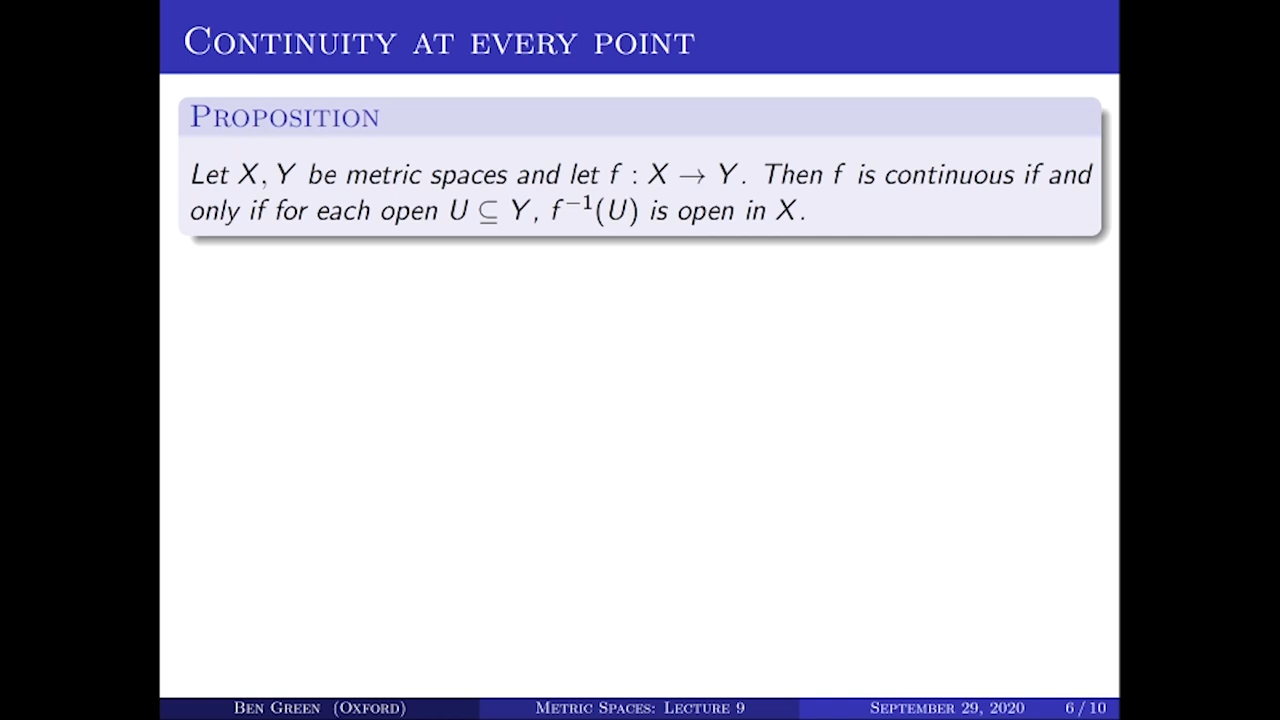 CONTINUITY AT EVERY POINT
PROPOSITION
Let X, Y be metric spaces and let f : X → Y. Then f is continuous if and
only if for each open U ⊆ Y, f⁻¹(U) is open in X.
BEN GREEN (OXFORD) METRIC SPACES: LECTURE 9 SEPTEMBER 29, 2020 6 / 10